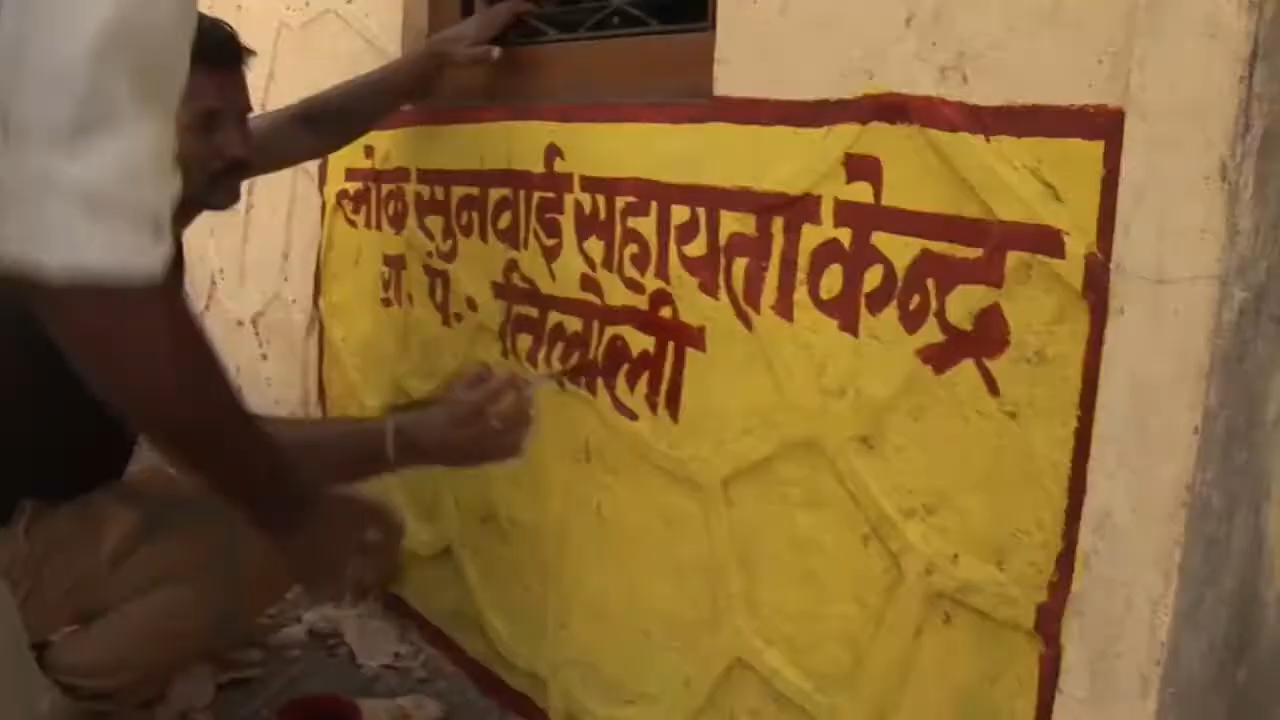 लोक सुनवाई सहायता केन्द्र
ग्रा. पं. तिलोली